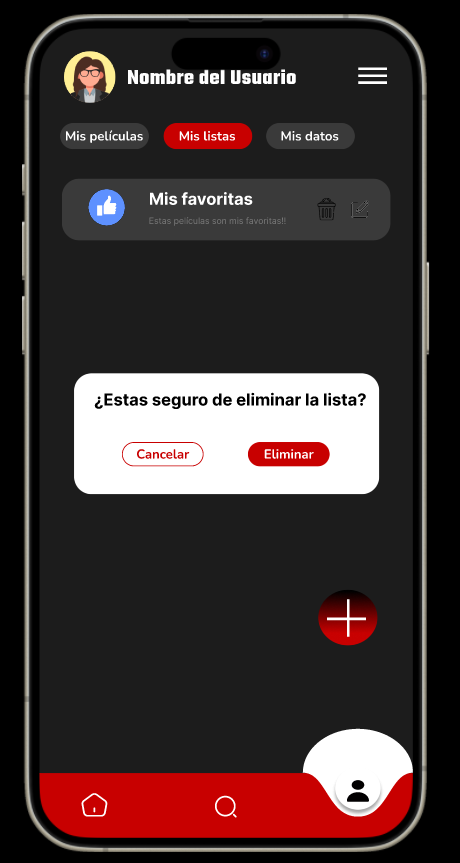 Nombre del Usuario
Mis películas Mis listas Mis datos
Mis favoritas
Estas películas son mis favoritas!!
¿Estas seguro de eliminar la lista?
Cancelar Eliminar